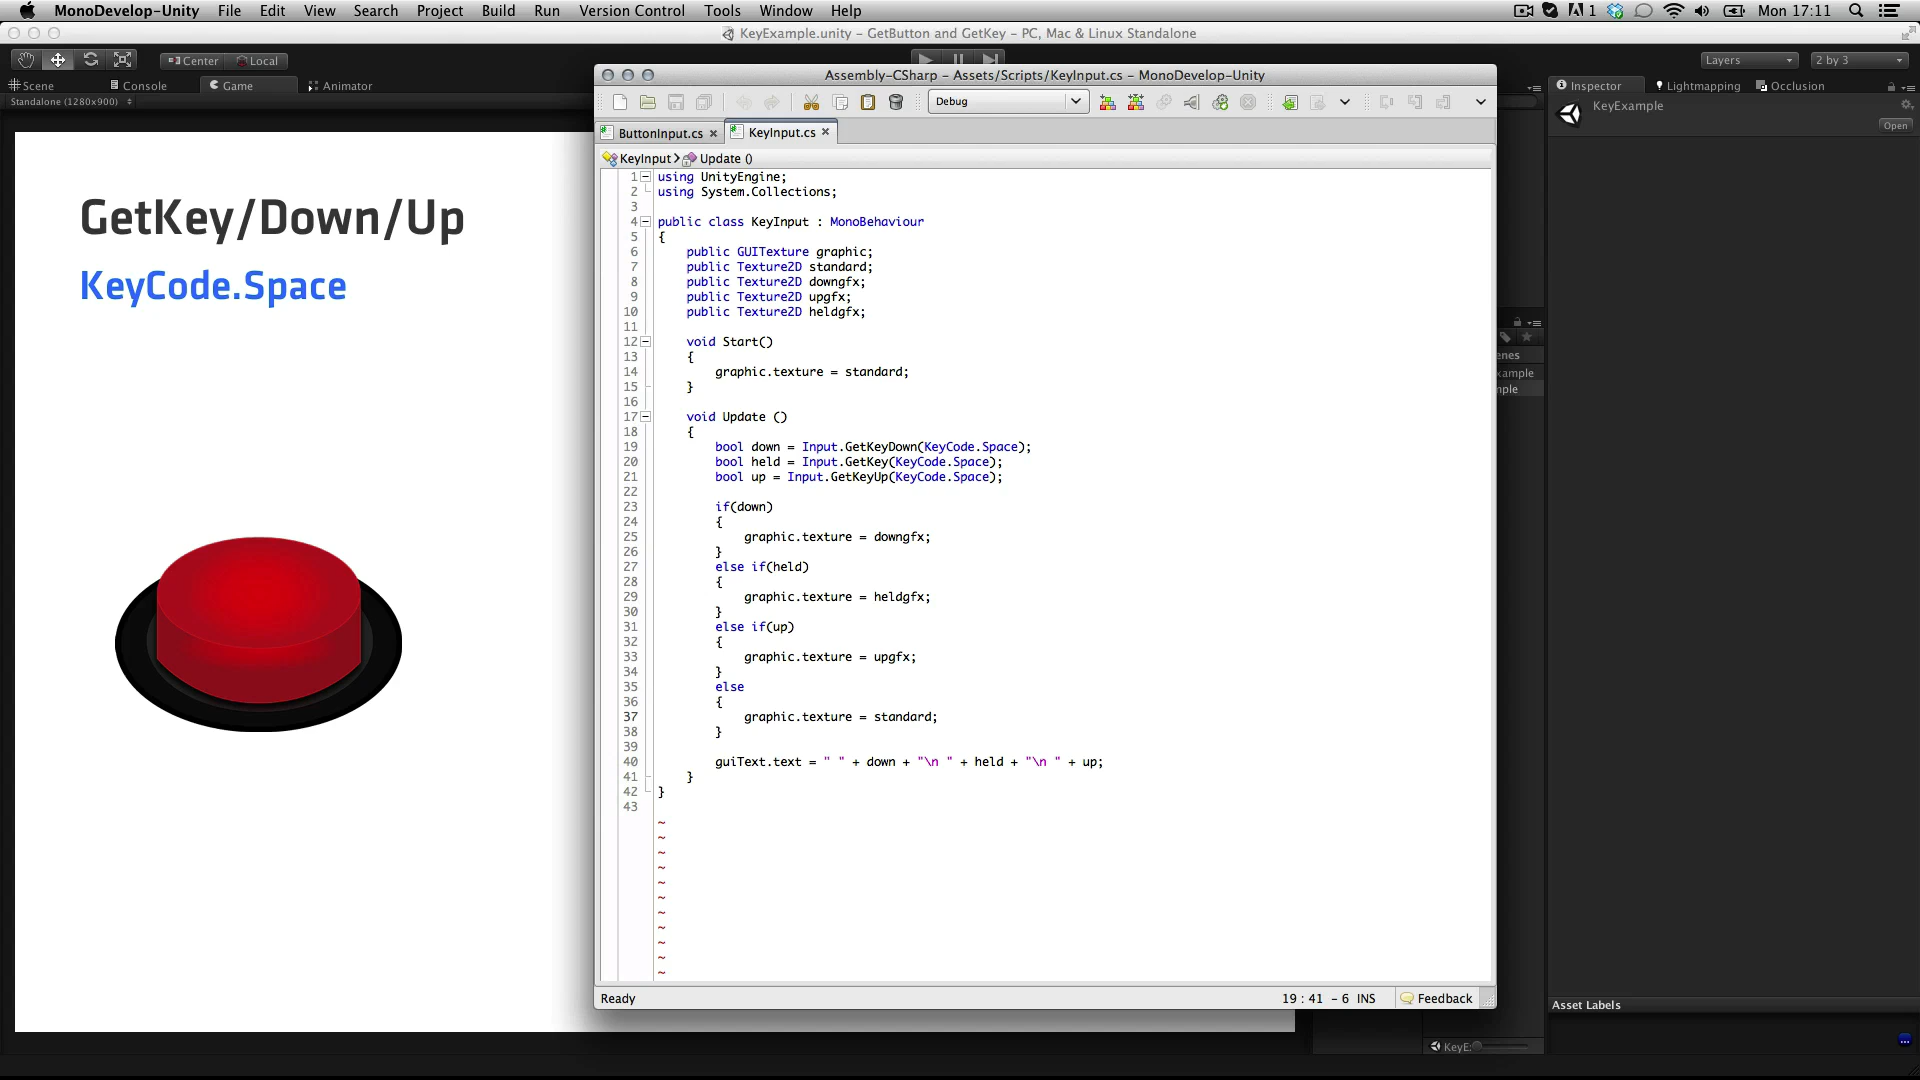 MonoDevelop-Unity File Edit View Search Project Build Run Version Control Tools Window Help 1 Mon 17:11
KeyExample.unity – GetButton and GetKey – PC, Mac & Linux Standalone
Center Local Layers 2 by 3
Scene Console Game Animator
Standalone (1280x900)
Inspector Lightmapping Occlusion
KeyExample
Open
GetKey/Down/Up
KeyCode.Space
Assembly-CSharp – Assets/Scripts/KeyInput.cs – MonoDevelop-Unity
Debug
ButtonInput.cs × KeyInput.cs ×
KeyInput Update ()
1 using UnityEngine;
2 using System.Collections;
3
4 public class KeyInput : MonoBehaviour
5 {
6 public GUITexture graphic;
7 public Texture2D standard;
8 public Texture2D downgfx;
9 public Texture2D upgfx;
10 public Texture2D heldgfx;
11
12 void Start()
13 {
14 graphic.texture = standard;
15 }
16
17 void Update ()
18 {
19 bool down = Input.GetKeyDown(KeyCode.Space);
20 bool held = Input.GetKey(KeyCode.Space);
21 bool up = Input.GetKeyUp(KeyCode.Space);
22
23 if(down)
24 {
25 graphic.texture = downgfx;
26 }
27 else if(held)
28 {
29 graphic.texture = heldgfx;
30 }
31 else if(up)
32 {
33 graphic.texture = upgfx;
34 }
35 else
36 {
37 graphic.texture = standard;
38 }
39
40 guiText.text = " " + down + "\n " + held + "\n " + up;
41 }
42 }
43
~
~
~
~
~
~
~
~
~
~
~
Ready 19 : 41 – 6 INS Feedback
enes
xample
mple
Asset Labels
KeyE